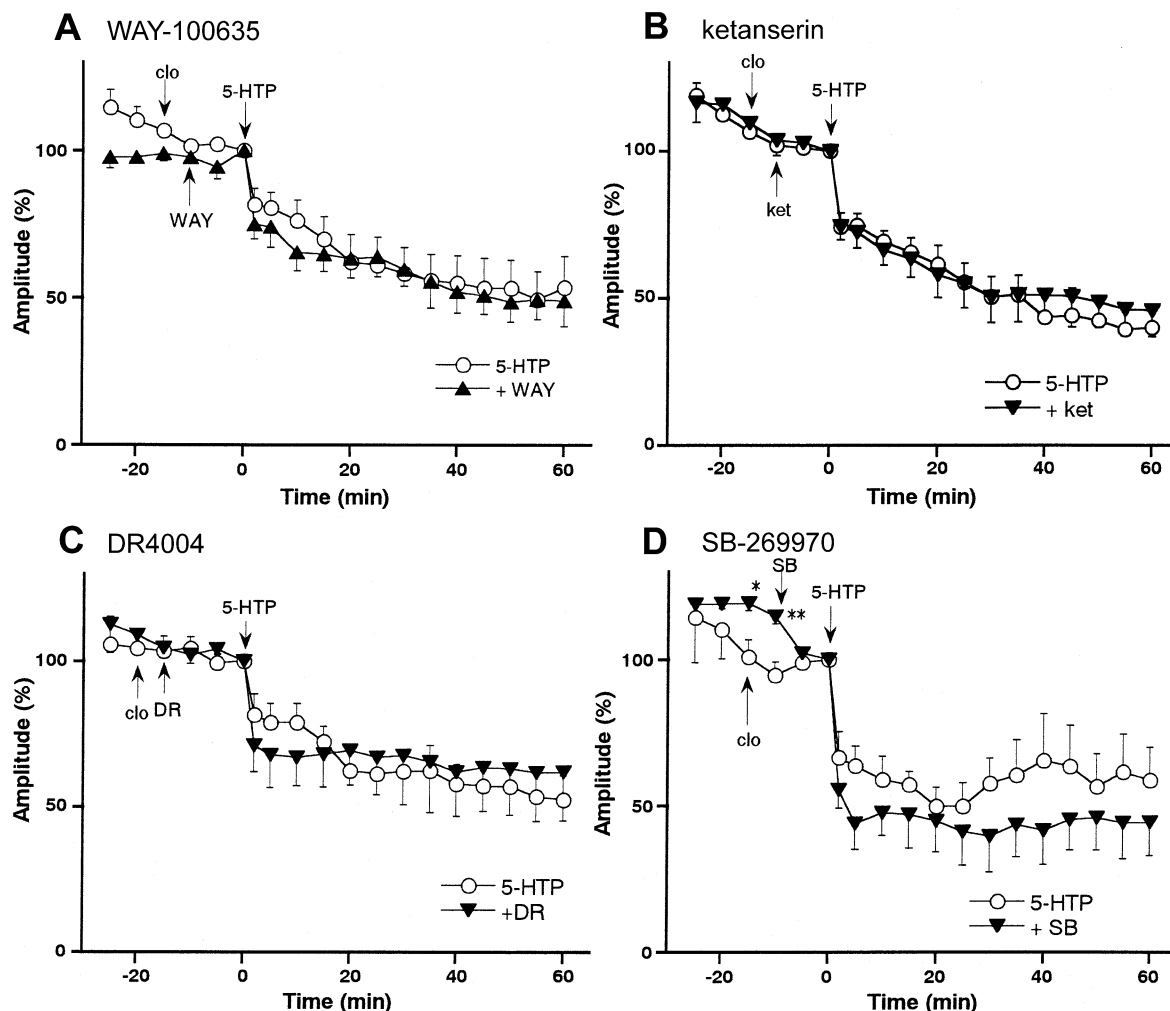 A WAY-100635
clo
5-HTP
100
WAY
50
0
Amplitude (%)
5-HTP
+ WAY
-20 0 20 40 60
Time (min)
B ketanserin
clo
5-HTP
100
ket
50
0
Amplitude (%)
5-HTP
+ ket
-20 0 20 40 60
Time (min)
C DR4004
5-HTP
100
clo DR
50
0
Amplitude (%)
5-HTP
+DR
-20 0 20 40 60
Time (min)
D SB-269970
SB
* 5-HTP
**
100
clo
50
0
Amplitude (%)
5-HTP
+ SB
-20 0 20 40 60
Time (min)